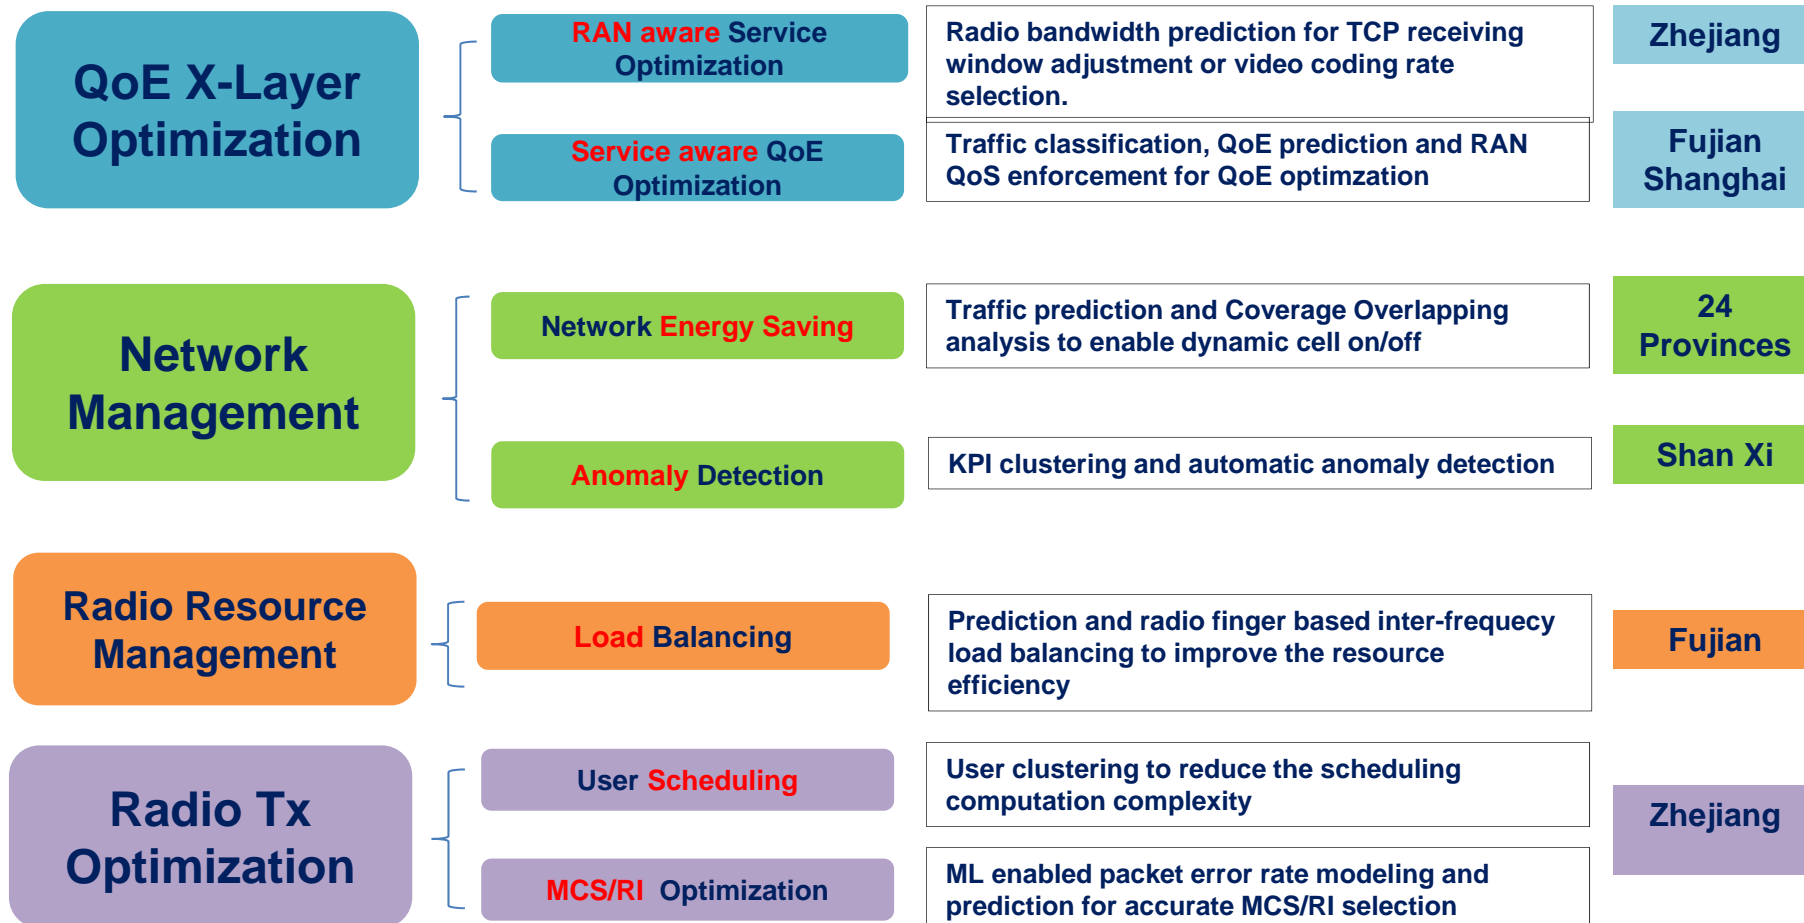 QoE X-Layer
Optimization
RAN aware Service
Optimization
Radio bandwidth prediction for TCP receiving
window adjustment or video coding rate
selection.
Zhejiang
Service aware QoE
Optimization
Traffic classification, QoE prediction and RAN
QoS enforcement for QoE optimzation
Fujian
Shanghai
Network
Management
Network Energy Saving
Traffic prediction and Coverage Overlapping
analysis to enable dynamic cell on/off
24
Provinces
Anomaly Detection
KPI clustering and automatic anomaly detection
Shan Xi
Radio Resource
Management
Load Balancing
Prediction and radio finger based inter-frequecy
load balancing to improve the resource
efficiency
Fujian
Radio Tx
Optimization
User Scheduling
User clustering to reduce the scheduling
computation complexity
Zhejiang
MCS/RI Optimization
ML enabled packet error rate modeling and
prediction for accurate MCS/RI selection